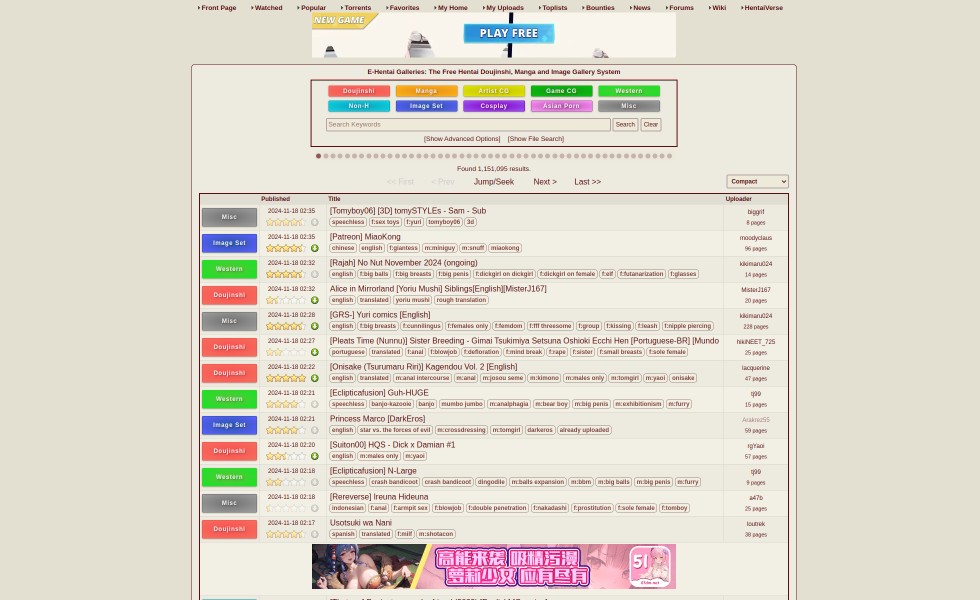 Front Page Watched Popular Torrents Favorites My Home My Uploads Toplists Bounties News Forums Wiki HentaiVerse
NEW GAME
PLAY FREE
E-Hentai Galleries: The Free Hentai Doujinshi, Manga and Image Gallery System
Doujinshi Manga Artist CG Game CG Western
Non-H Image Set Cosplay Asian Porn Misc
Search Keywords Search Clear
[Show Advanced Options] [Show File Search]
Found 1,151,095 results.
<< First < Prev Jump/Seek Next > Last >> Compact
Published Title Uploader
Misc 2024-11-18 02:35 [Tomyboy06] [3D] tomySTYLEs - Sam - Sub biggrif
speechless f:sex toys f:yuri tomyboy06 3d 8 pages
Image Set 2024-11-18 02:35 [Patreon] MiaoKong moodyclaus
chinese english f:giantess m:miniguy m:snuff miaokong 96 pages
Western 2024-11-18 02:32 [Rajah] No Nut November 2024 (ongoing) kikimaru024
english f:big balls f:big breasts f:big penis f:dickgirl on dickgirl f:dickgirl on female f:elf f:futanarization f:glasses 14 pages
Doujinshi 2024-11-18 02:32 Alice in Mirrorland [Yoriu Mushi] Siblings[English][MisterJ167] MisterJ167
english translated yoriu mushi rough translation 20 pages
Misc 2024-11-18 02:28 [GRS-] Yuri comics [English] kikimaru024
english f:big breasts f:cunnilingus f:females only f:femdom f:fff threesome f:group f:kissing f:leash f:nipple piercing 228 pages
Doujinshi 2024-11-18 02:27 [Pleats Time (Nunnu)] Sister Breeding - Gimai Tsukimiya Setsuna Oshioki Ecchi Hen [Portuguese-BR] [Mundo hikiNEET_725
portuguese translated f:anal f:blowjob f:defloration f:mind break f:rape f:sister f:small breasts f:sole female 25 pages
Doujinshi 2024-11-18 02:22 [Onisake (Tsurumaru Riri)] Kagendou Vol. 2 [English] lacquerine
english translated m:anal intercourse m:anal m:josou seme m:kimono m:males only m:tomgirl m:yaoi onisake 47 pages
Western 2024-11-18 02:21 [Eclipticafusion] Guh-HUGE tj99
speechless banjo-kazooie banjo mumbo jumbo m:analphagia m:bear boy m:big penis m:exhibitionism m:furry 15 pages
Image Set 2024-11-18 02:21 Princess Marco [DarkEros]
english star vs. the forces of evil m:crossdressing m:tomgirl darkeros already uploaded 59 pages
Doujinshi 2024-11-18 02:20 [Suiton00] HQS - Dick x Damian #1 rgYaoi
english m:males only m:yaoi 57 pages
Western 2024-11-18 02:18 [Eclipticafusion] N-Large tj99
speechless crash bandicoot crash bandicoot dingodile m:balls expansion m:bbm m:big balls m:big penis m:furry 9 pages
Misc 2024-11-18 02:18 [Rereverse] Ireuna Hideuna a47b
indonesian f:anal f:armpit sex f:blowjob f:double penetration f:nakadashi f:prostitution f:sole female f:tomboy 25 pages
Doujinshi 2024-11-18 02:17 Usotsuki wa Nani loutrek
spanish translated f:milf m:shotacon 38 pages
高能来袭 吸精污漫
萝莉少女 应有尽有
51